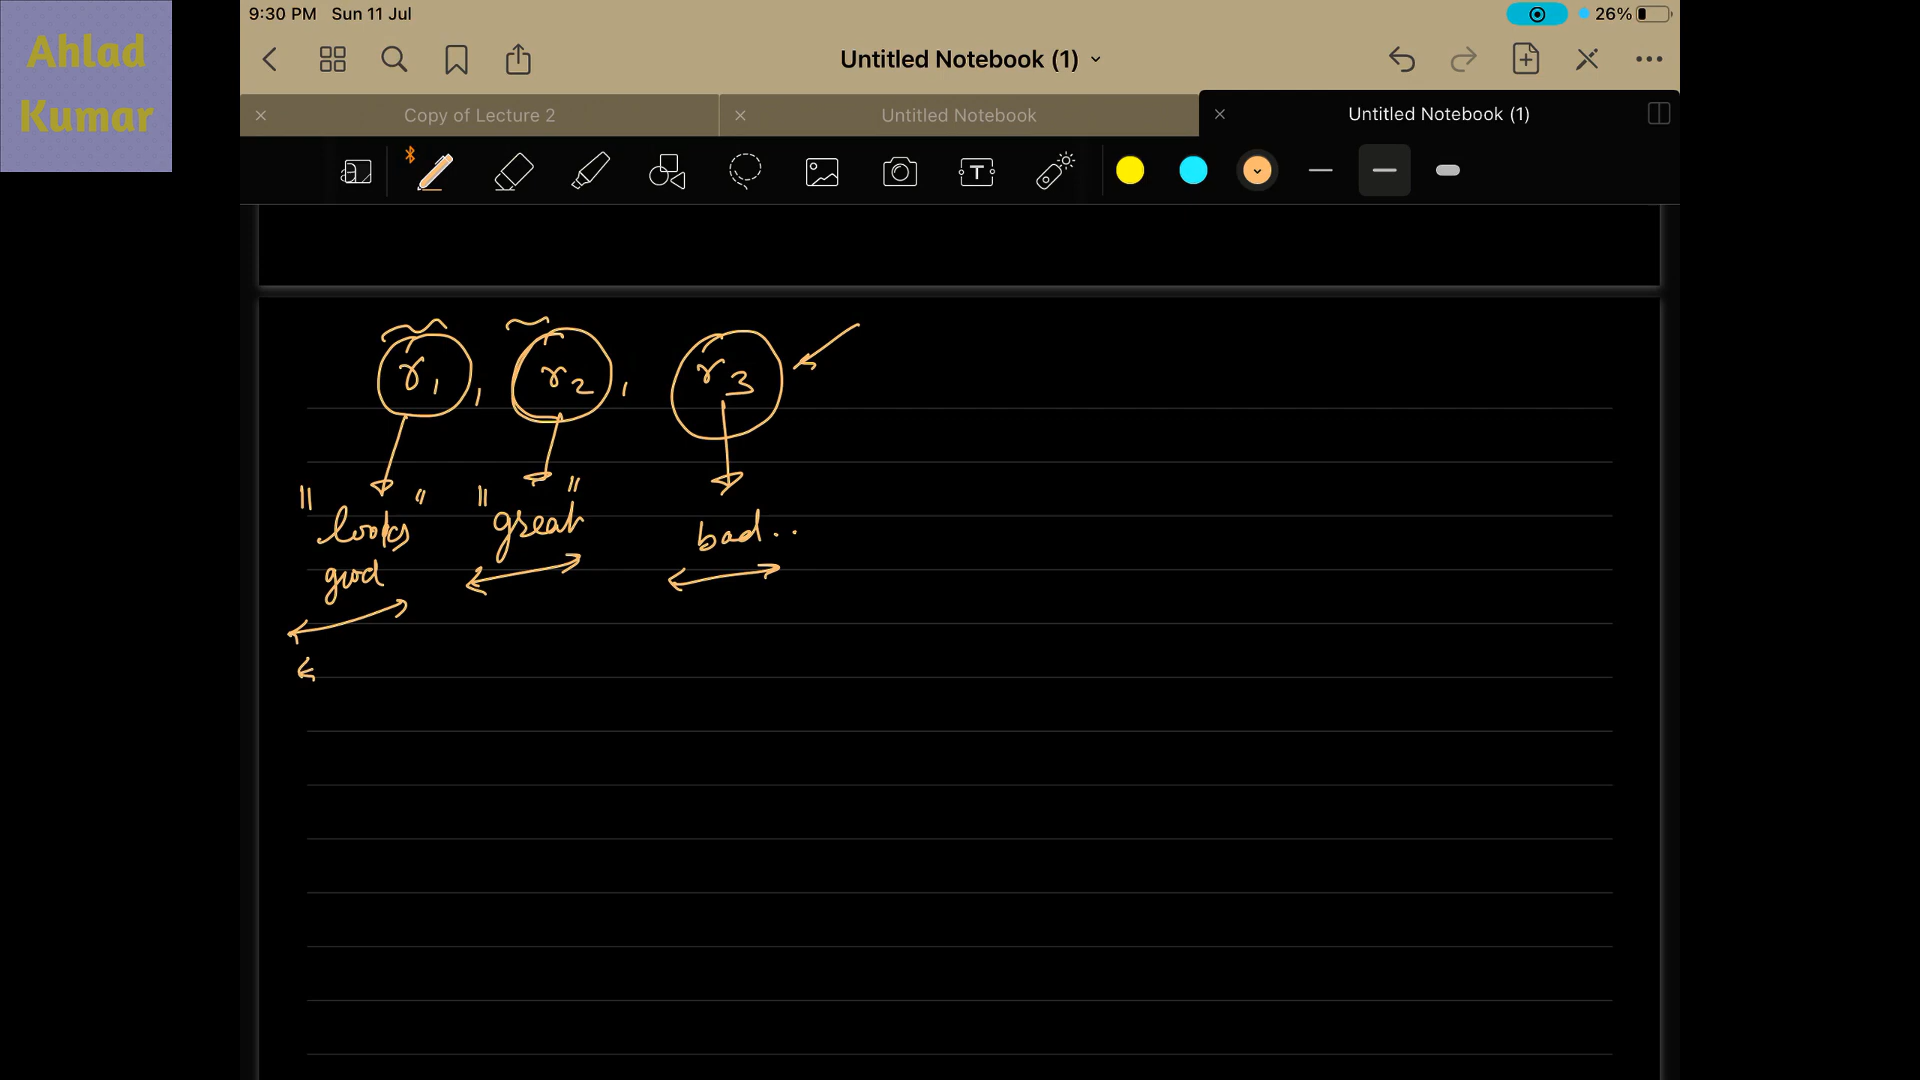 Ahlad
Kumar
9:30 PM Sun 11 Jul
26%
Untitled Notebook (1)
Copy of Lecture 2
Untitled Notebook
Untitled Notebook (1)
T
r1, r2, r3
"looks" "great" bad..
good